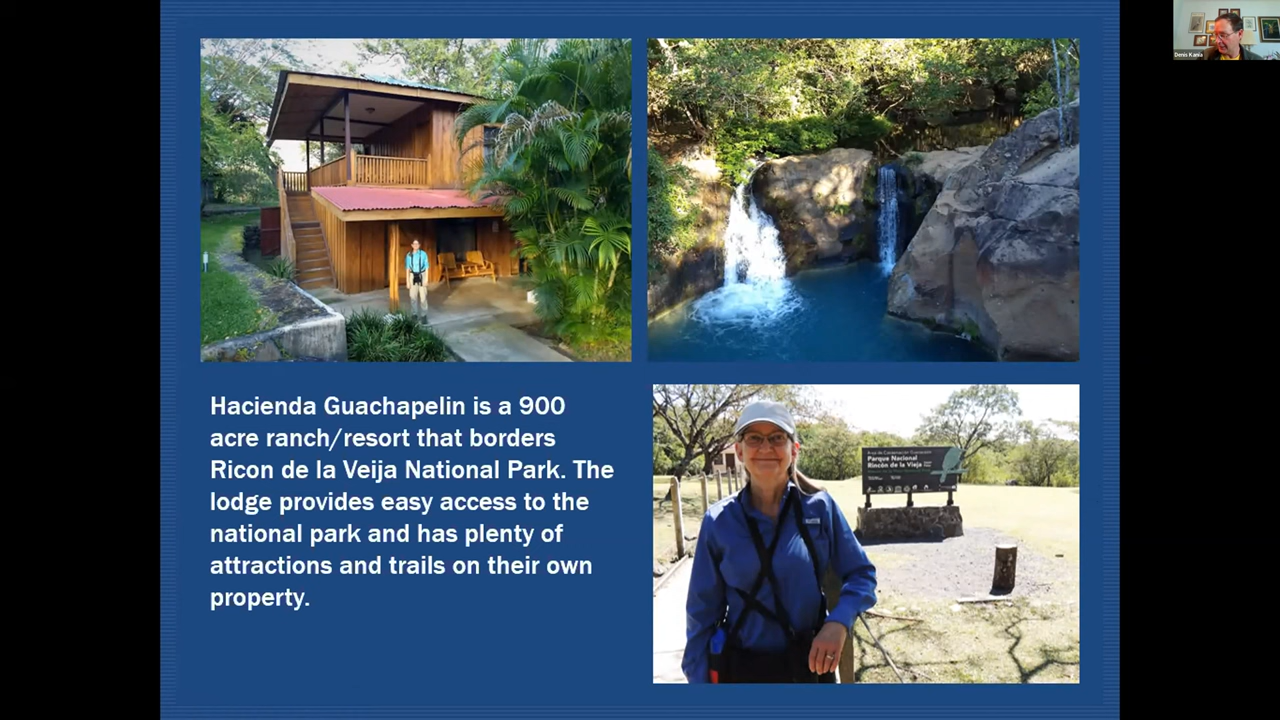 Denis Kania
Parque Nacional
Rincón de la Vieja
Hacienda Guachapelin is a 900
acre ranch/resort that borders
Ricon de la Veija National Park. The
lodge provides easy access to the
national park and has plenty of
attractions and trails on their own
property.